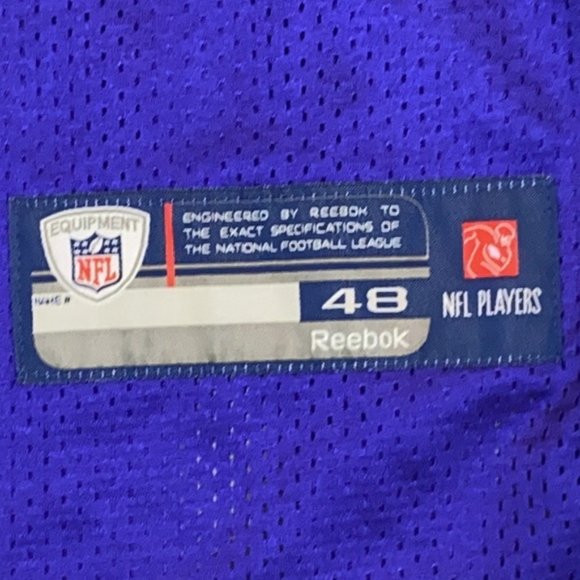 EQUIPMENT
NFL
ENGINEERED BY REEBOK TO
THE EXACT SPECIFICATIONS OF
THE NATIONAL FOOTBALL LEAGUE
48
Reebok
NFL PLAYERS